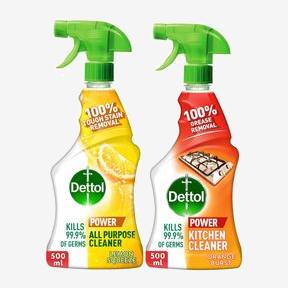 100%
TOUGH STAIN
REMOVAL
Dettol
KILLS
99.9%
OF GERMS
POWER
ALL PURPOSE
CLEANER
LEMON
SQUEEZE
500
ml
100%
GREASE
REMOVAL
Dettol
KILLS
99.9%
OF GERMS
POWER
KITCHEN
CLEANER
ORANGE
BURST
500
ml